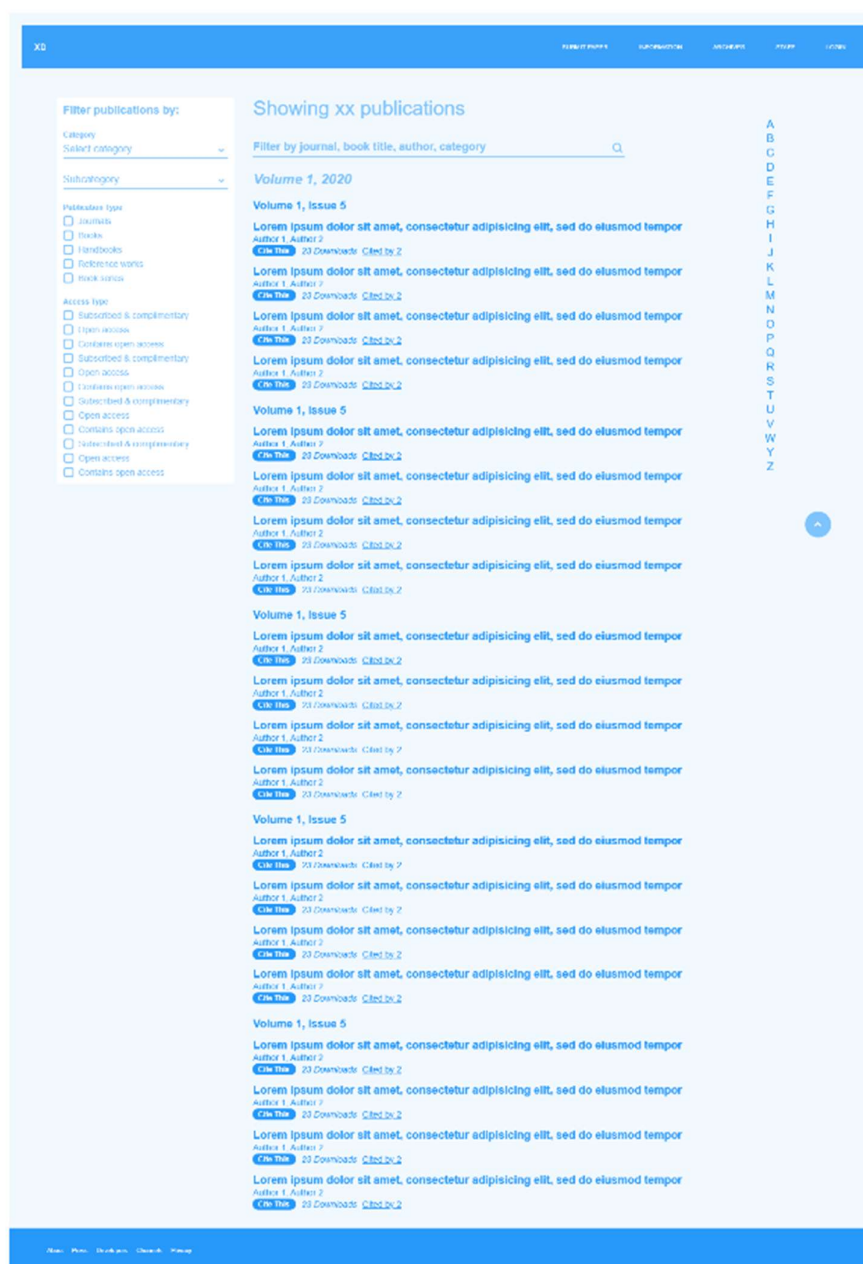 XD
SUBMIT PAPER INFORMATION ARCHIVES STAFF LOGIN
Filter publications by:
Category
Select category
Subcategory
Publication Type
Journals
Books
Handbooks
Reference works
Book series
Access Type
Subscribed & complimentary
Open access
Contains open access
Subscribed & complimentary
Open access
Contains open access
Subscribed & complimentary
Open access
Contains open access
Subscribed & complimentary
Open access
Contains open access
Showing xx publications
Filter by journal, book title, author, category
Volume 1, 2020
Volume 1, Issue 5
Lorem ipsum dolor sit amet, consectetur adipisicing elit, sed do eiusmod tempor
Author 1, Author 2
Cite This 23 Downloads Cited by 2
Lorem ipsum dolor sit amet, consectetur adipisicing elit, sed do eiusmod tempor
Author 1, Author 2
Cite This 23 Downloads Cited by 2
Lorem ipsum dolor sit amet, consectetur adipisicing elit, sed do eiusmod tempor
Author 1, Author 2
Cite This 23 Downloads Cited by 2
Lorem ipsum dolor sit amet, consectetur adipisicing elit, sed do eiusmod tempor
Author 1, Author 2
Cite This 23 Downloads Cited by 2
Volume 1, Issue 5
Lorem ipsum dolor sit amet, consectetur adipisicing elit, sed do eiusmod tempor
Author 1, Author 2
Cite This 23 Downloads Cited by 2
Lorem ipsum dolor sit amet, consectetur adipisicing elit, sed do eiusmod tempor
Author 1, Author 2
Cite This 23 Downloads Cited by 2
Lorem ipsum dolor sit amet, consectetur adipisicing elit, sed do eiusmod tempor
Author 1, Author 2
Cite This 23 Downloads Cited by 2
Lorem ipsum dolor sit amet, consectetur adipisicing elit, sed do eiusmod tempor
Author 1, Author 2
Cite This 23 Downloads Cited by 2
Volume 1, Issue 5
Lorem ipsum dolor sit amet, consectetur adipisicing elit, sed do eiusmod tempor
Author 1, Author 2
Cite This 23 Downloads Cited by 2
Lorem ipsum dolor sit amet, consectetur adipisicing elit, sed do eiusmod tempor
Author 1, Author 2
Cite This 23 Downloads Cited by 2
Lorem ipsum dolor sit amet, consectetur adipisicing elit, sed do eiusmod tempor
Author 1, Author 2
Cite This 23 Downloads Cited by 2
Lorem ipsum dolor sit amet, consectetur adipisicing elit, sed do eiusmod tempor
Author 1, Author 2
Cite This 23 Downloads Cited by 2
Volume 1, Issue 5
Lorem ipsum dolor sit amet, consectetur adipisicing elit, sed do eiusmod tempor
Author 1, Author 2
Cite This 23 Downloads Cited by 2
Lorem ipsum dolor sit amet, consectetur adipisicing elit, sed do eiusmod tempor
Author 1, Author 2
Cite This 23 Downloads Cited by 2
Lorem ipsum dolor sit amet, consectetur adipisicing elit, sed do eiusmod tempor
Author 1, Author 2
Cite This 23 Downloads Cited by 2
Lorem ipsum dolor sit amet, consectetur adipisicing elit, sed do eiusmod tempor
Author 1, Author 2
Cite This 23 Downloads Cited by 2
Volume 1, Issue 5
Lorem ipsum dolor sit amet, consectetur adipisicing elit, sed do eiusmod tempor
Author 1, Author 2
Cite This 23 Downloads Cited by 2
Lorem ipsum dolor sit amet, consectetur adipisicing elit, sed do eiusmod tempor
Author 1, Author 2
Cite This 23 Downloads Cited by 2
Lorem ipsum dolor sit amet, consectetur adipisicing elit, sed do eiusmod tempor
Author 1, Author 2
Cite This 23 Downloads Cited by 2
Lorem ipsum dolor sit amet, consectetur adipisicing elit, sed do eiusmod tempor
Author 1, Author 2
Cite This 23 Downloads Cited by 2
A
B
C
D
E
F
G
H
I
J
K
L
M
N
O
P
Q
R
S
T
U
V
W
Y
Z
About Press Developers Channels Privacy